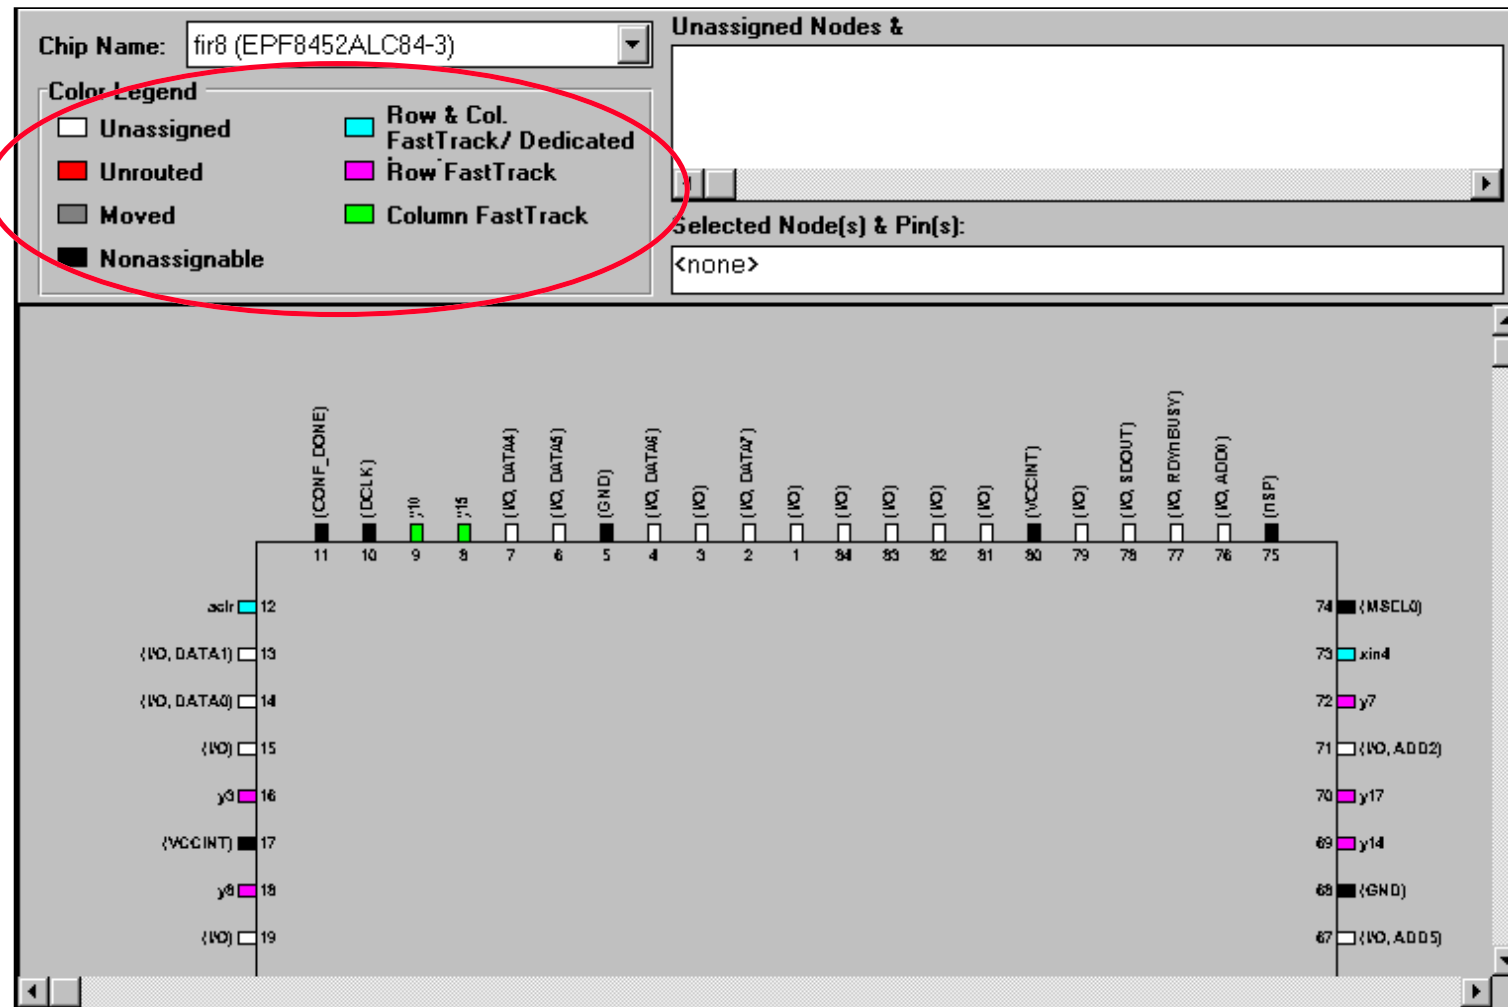 Chip Name: fir8 (EPF8452ALC84-3)
Unassigned Nodes &
Color Legend
Unassigned
Row & Col.
FastTrack/ Dedicated
Unrouted
Row FastTrack
Moved
Column FastTrack
Nonassignable
Selected Node(s) & Pin(s):
<none>
(CONF_DONE)
(DCLK)
y10
y15
(I/O, DATA4)
(I/O, DATA5)
(GND)
(I/O, DATA6)
(I/O)
(I/O, DATA7)
(I/O)
(I/O)
(I/O)
(I/O)
(I/O)
(VCCINT)
(I/O)
(I/O, SDOUT)
(I/O, RDYnBUSY)
(I/O, ADD0)
(nSP)
11 10 9 8 7 6 5 4 3 2 1 84 83 82 81 80 79 78 77 76 75
aclr 12
74 (MSEL0)
(I/O, DATA1) 13
73 xin4
(I/O, DATA0) 14
72 y7
(I/O) 15
71 (I/O, ADD2)
y3 16
70 y17
(VCCINT) 17
69 y14
y8 18
68 (GND)
(I/O) 19
67 (I/O, ADD5)